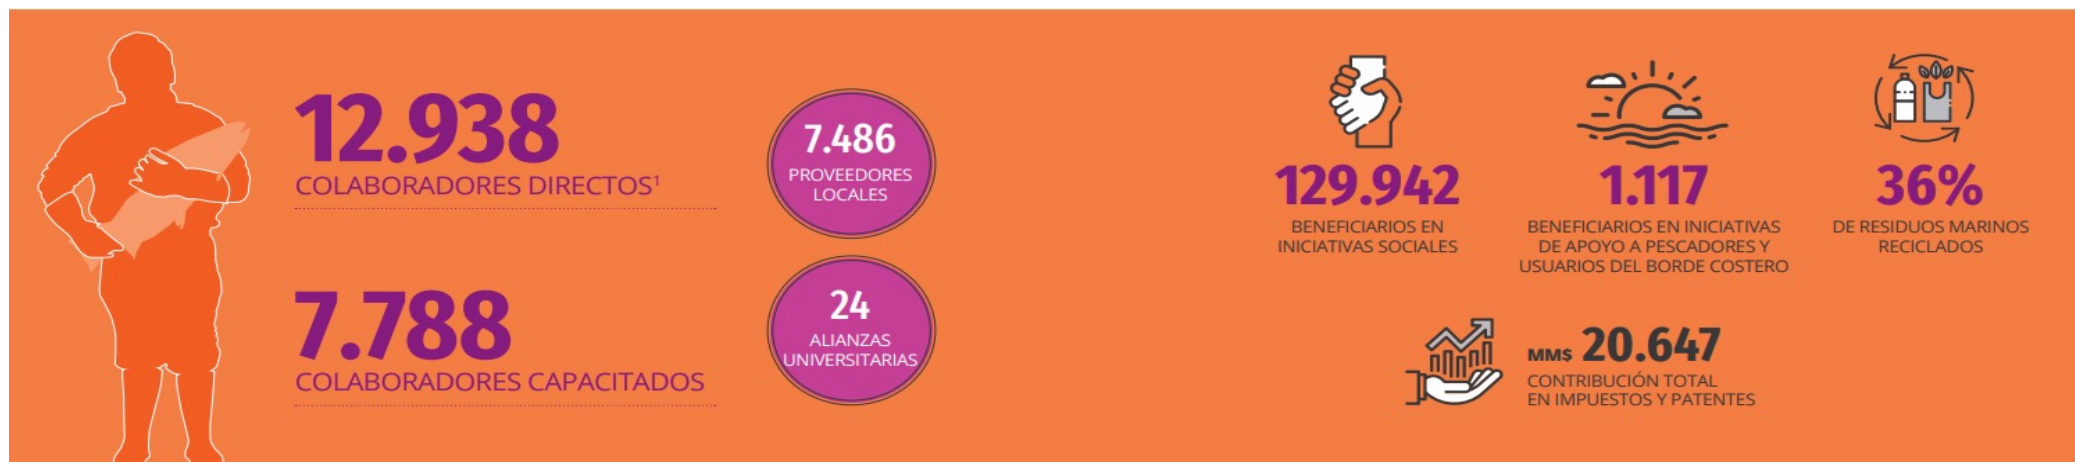 12.938
COLABORADORES DIRECTOS¹
7.788
COLABORADORES CAPACITADOS
7.486
PROVEEDORES
LOCALES
24
ALIANZAS
UNIVERSITARIAS
129.942
BENEFICIARIOS EN
INICIATIVAS SOCIALES
1.117
BENEFICIARIOS EN INICIATIVAS
DE APOYO A PESCADORES Y
USUARIOS DEL BORDE COSTERO
36%
DE RESIDUOS MARINOS
RECICLADOS
MM$ 20.647
CONTRIBUCIÓN TOTAL
EN IMPUESTOS Y PATENTES